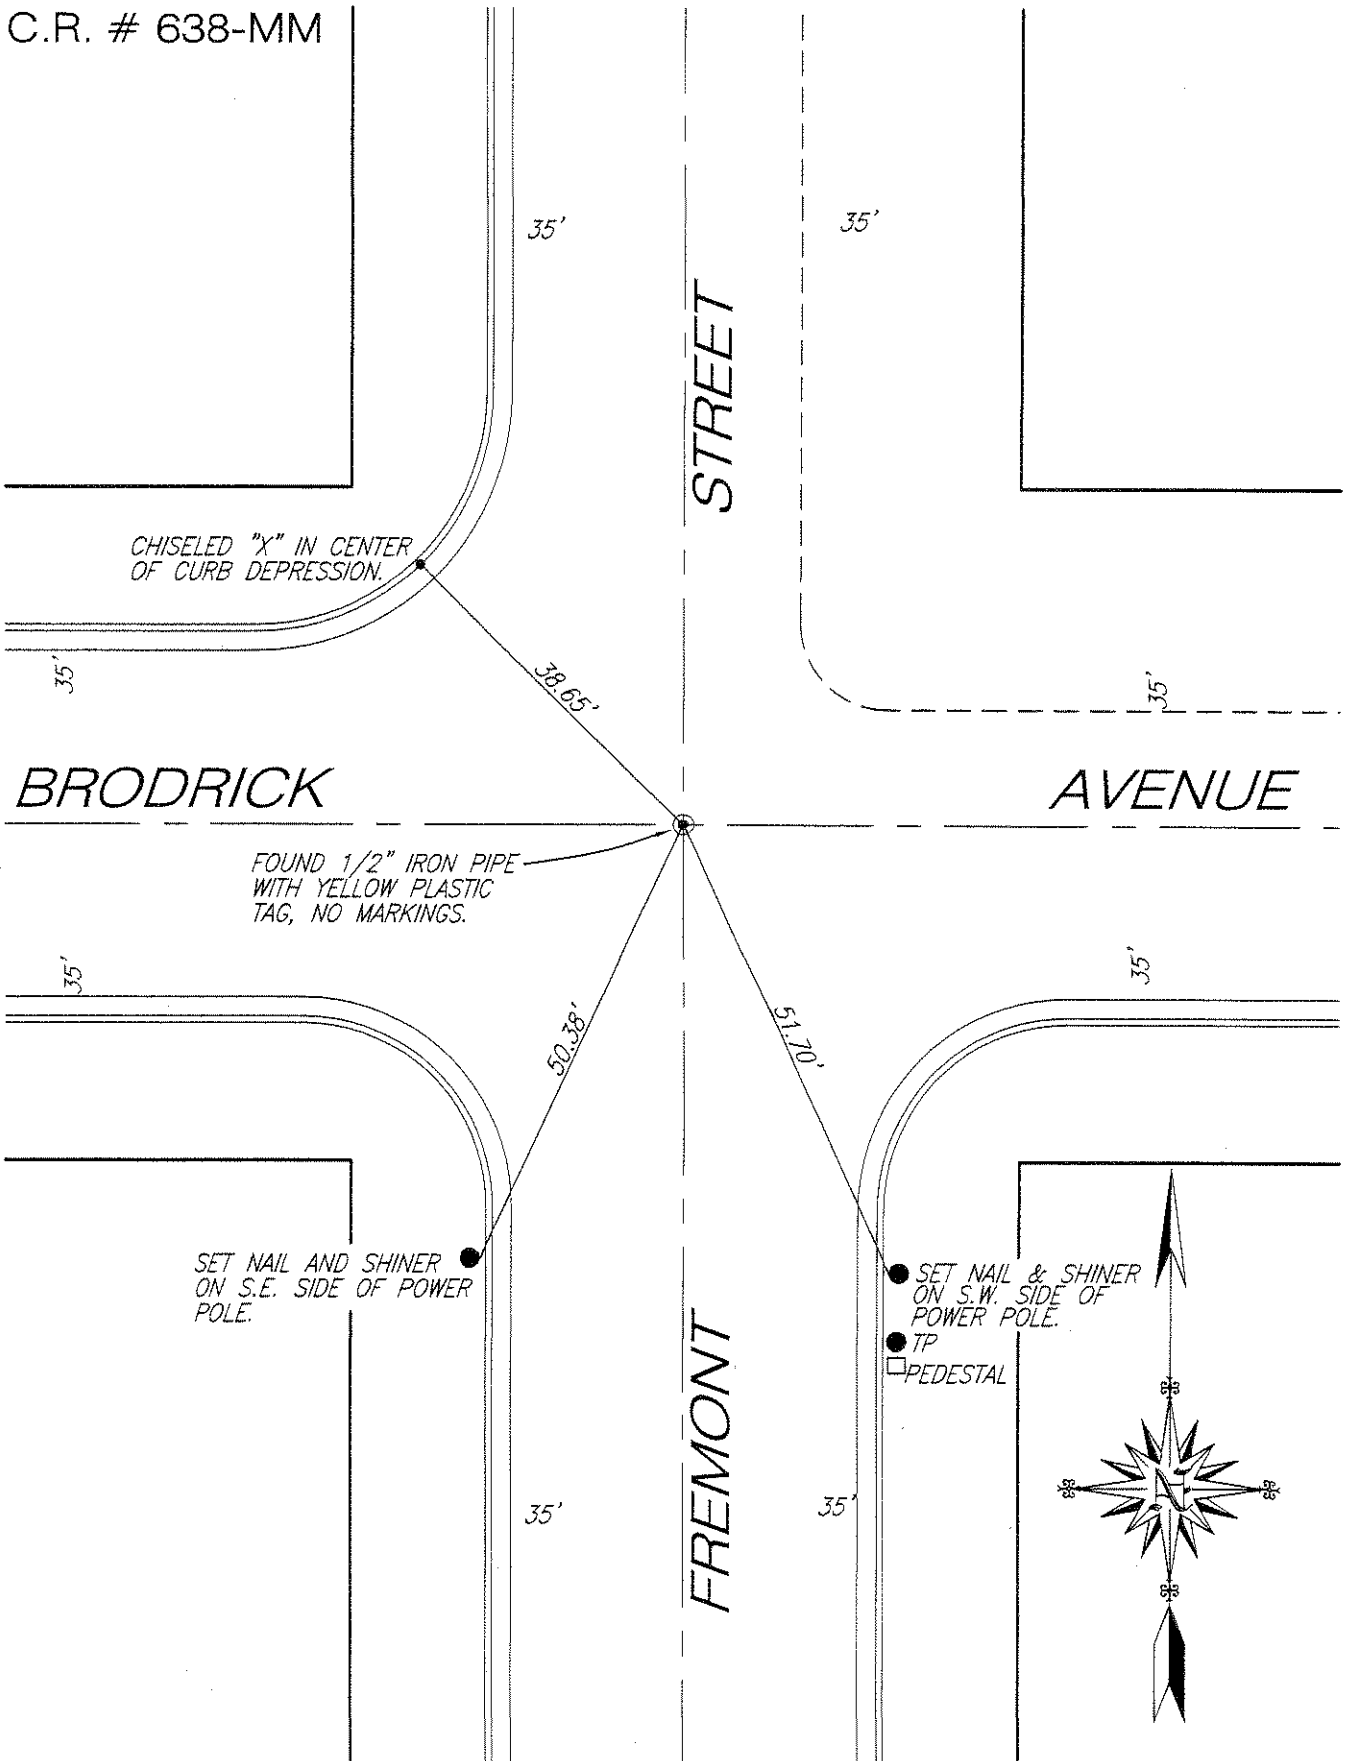 C.R. # 638-MM
35'
35'
STREET
CHISELED "X" IN CENTER
OF CURB DEPRESSION.
35'
38.65'
35'
BRODRICK
AVENUE
FOUND 1/2" IRON PIPE
WITH YELLOW PLASTIC
TAG, NO MARKINGS.
35'
35'
50.38'
51.70'
SET NAIL AND SHINER
ON S.E. SIDE OF POWER
POLE.
SET NAIL & SHINER
ON S.W. SIDE OF
POWER POLE.
TP
PEDESTAL
FREMONT
35'
35'
N